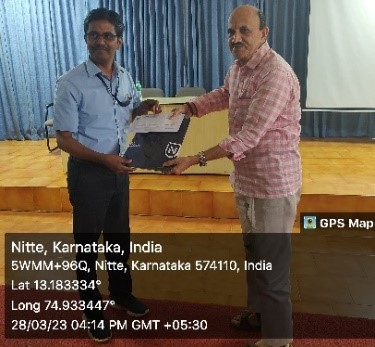 GPS Map
Nitte, Karnataka, India
5WMM+96Q, Nitte, Karnataka 574110, India
Lat 13.183334°
Long 74.933447°
28/03/23 04:14 PM GMT +05:30